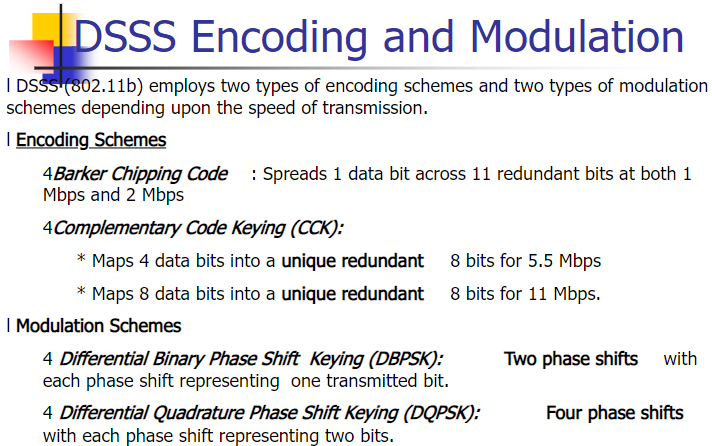 DSSS Encoding and Modulation
l DSSS (802.11b) employs two types of encoding schemes and two types of modulation
schemes depending upon the speed of transmission.
l Encoding Schemes
4Barker Chipping Code : Spreads 1 data bit across 11 redundant bits at both 1
Mbps and 2 Mbps
4Complementary Code Keying (CCK):
* Maps 4 data bits into a unique redundant 8 bits for 5.5 Mbps
* Maps 8 data bits into a unique redundant 8 bits for 11 Mbps.
l Modulation Schemes
4 Differential Binary Phase Shift Keying (DBPSK): Two phase shifts with
each phase shift representing one transmitted bit.
4 Differential Quadrature Phase Shift Keying (DQPSK): Four phase shifts
with each phase shift representing two bits.